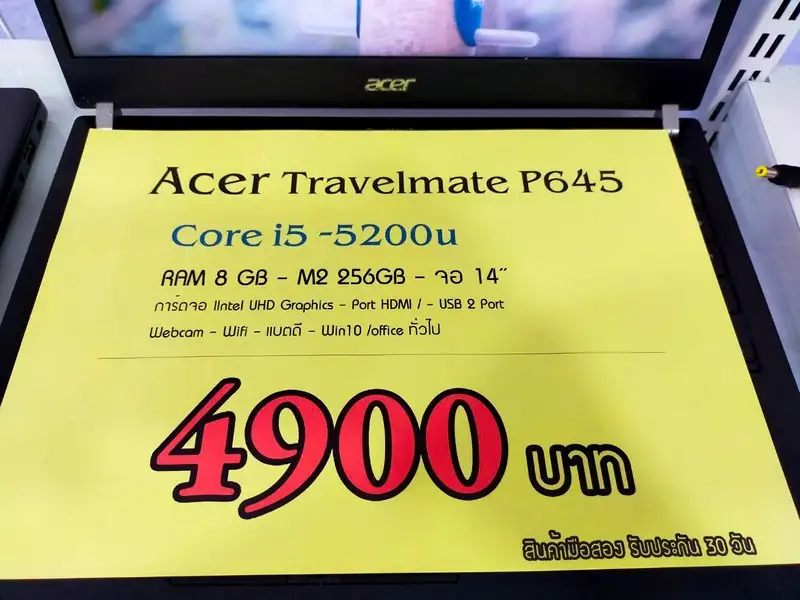 acer
Acer Travelmate P645
Core i5 -5200u
RAM 8 GB - M2 256GB - จอ 14"
การ์ดจอ IIntel UHD Graphics - Port HDMI / - USB 2 Port
Webcam - Wifi - แบตดี - Win10 /office ทั่วไป
4900 บาท
สินค้ามือสอง รับประกัน 30 วัน